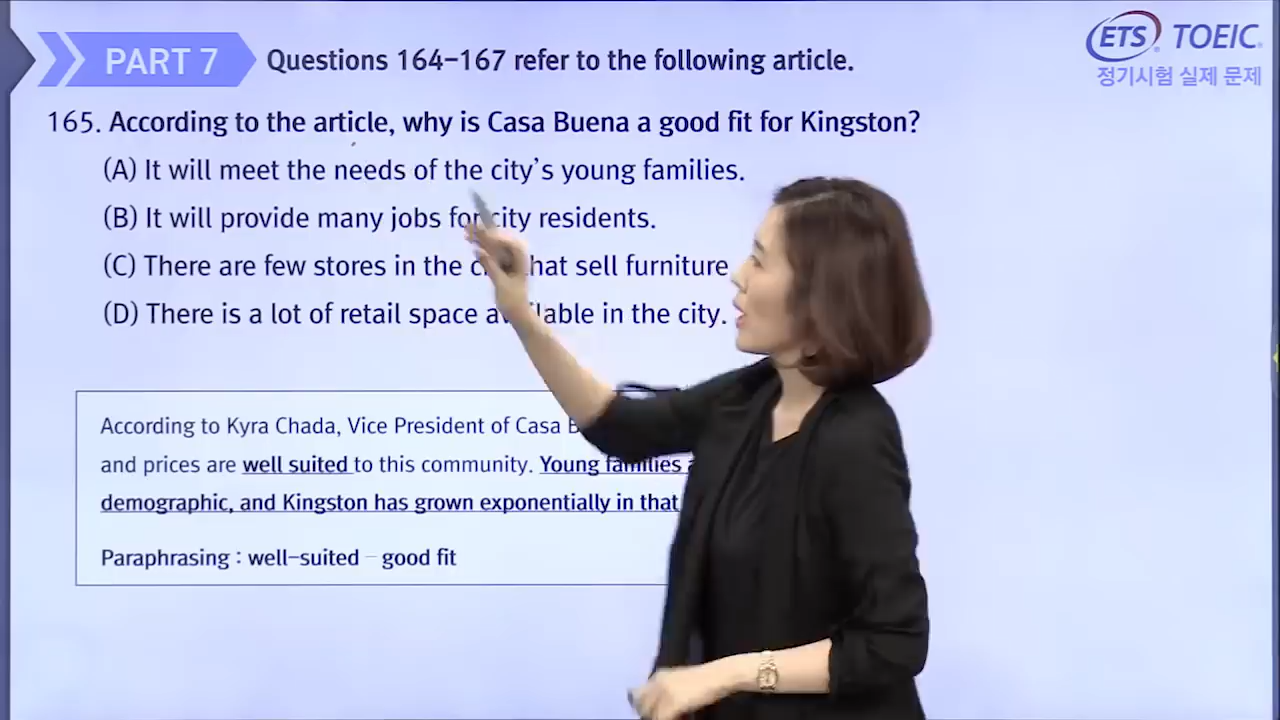 PART 7
Questions 164–167 refer to the following article.
ETS TOEIC
정기시험 실제 문제
165. According to the article, why is Casa Buena a good fit for Kingston?
(A) It will meet the needs of the city's young families.
(B) It will provide many jobs for city residents.
(C) There are few stores in the that sell furniture
(D) There is a lot of retail space available in the city.
According to Kyra Chada, Vice President of Casa
and prices are well suited to this community. Young families
demographic, and Kingston has grown exponentially in that
Paraphrasing : well-suited – good fit